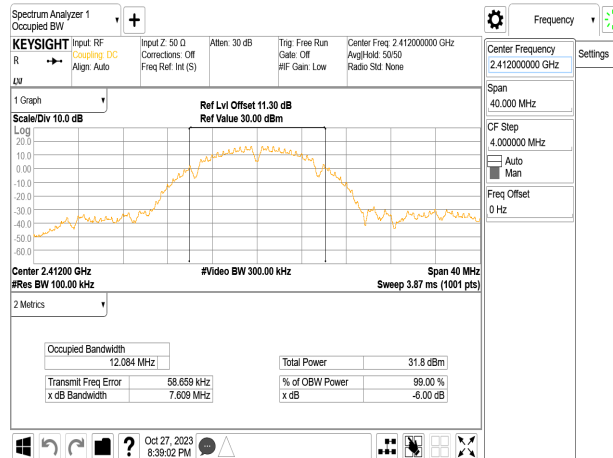 Spectrum Analyzer 1
Occupied BW
Frequency
KEYSIGHT
R
Input: RF
Coupling: DC
Align: Auto
Input Z: 50 Ω
Corrections: Off
Freq Ref: Int (S)
Atten: 30 dB
Trig: Free Run
Gate: Off
#IF Gain: Low
Center Freq: 2.412000000 GHz
Avg|Hold: 50/50
Radio Std: None
Center Frequency
2.412000000 GHz
Settings
Span
40.000 MHz
CF Step
4.000000 MHz
Auto
Man
Freq Offset
0 Hz
1 Graph
Scale/Div 10.0 dB
Ref Lvl Offset 11.30 dB
Ref Value 30.00 dBm
Log
20.0
10.0
0.00
-10.0
-20.0
-30.0
-40.0
-50.0
-60.0
Center 2.41200 GHz
#Video BW 300.00 kHz
Span 40 MHz
#Res BW 100.00 kHz
Sweep 3.87 ms (1001 pts)
2 Metrics
Occupied Bandwidth
12.084 MHz
Total Power 31.8 dBm
Transmit Freq Error 58.659 kHz
% of OBW Power 99.00 %
x dB Bandwidth 7.609 MHz
x dB -6.00 dB
?
Oct 27, 2023
8:39:02 PM